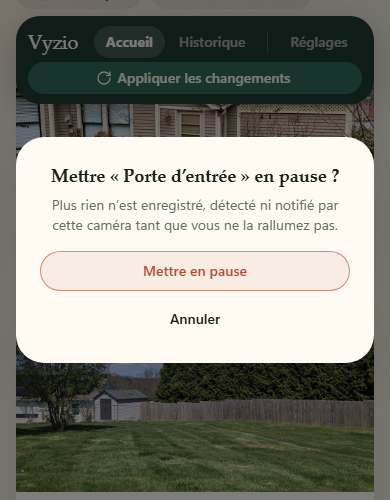 Vyzio
Accueil
Historique
Réglages
Appliquer les changements
Mettre « Porte d’entrée » en pause ?
Plus rien n’est enregistré, détecté ni notifié par
cette caméra tant que vous ne la rallumez pas.
Mettre en pause
Annuler